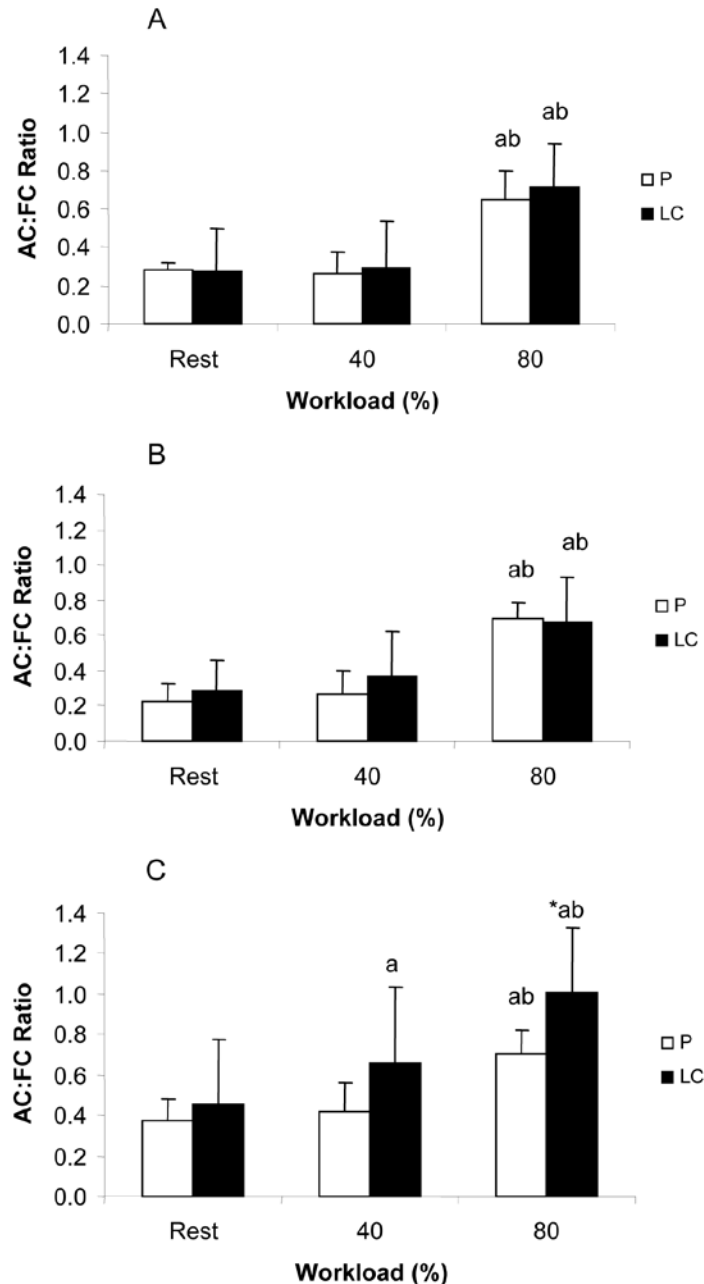 A
AC:FC Ratio
1.4
1.2
1.0
0.8
0.6
0.4
0.2
0.0
ab
ab
P
LC
Rest 40 80
Workload (%)
B
AC:FC Ratio
1.4
1.2
1.0
0.8
0.6
0.4
0.2
0.0
ab
ab
P
LC
Rest 40 80
Workload (%)
C
AC:FC Ratio
1.4
1.2
1.0
0.8
0.6
0.4
0.2
0.0
a
ab
*ab
P
LC
Rest 40 80
Workload (%)